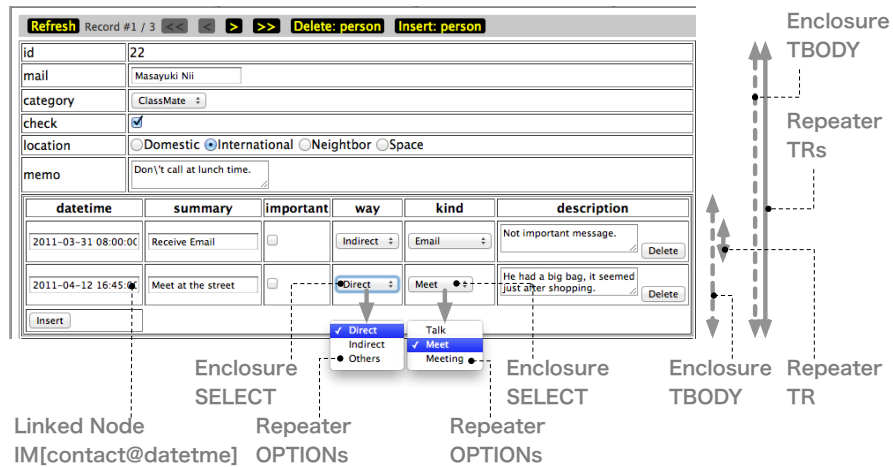 Refresh Record #1 / 3 << < > >> Delete: person Insert: person
id 22
mail Masayuki Nii
category ClassMate
check
location Domestic International Neightbor Space
memo Don\'t call at lunch time.
datetime summary important way kind description
2011-03-31 08:00:00 Receive Email Indirect Email Not important message. Delete
2011-04-12 16:45:00 Meet at the street Direct Meet He had a big bag, it seemed
just after shopping. Delete
Insert
✓ Direct
Indirect
Others
Talk
✓ Meet
Meeting
Enclosure
TBODY
Repeater
TRs
Enclosure
SELECT
Enclosure
SELECT
Enclosure
TBODY
Repeater
TR
Linked Node
IM[contact@datetme]
Repeater
OPTIONs
Repeater
OPTIONs